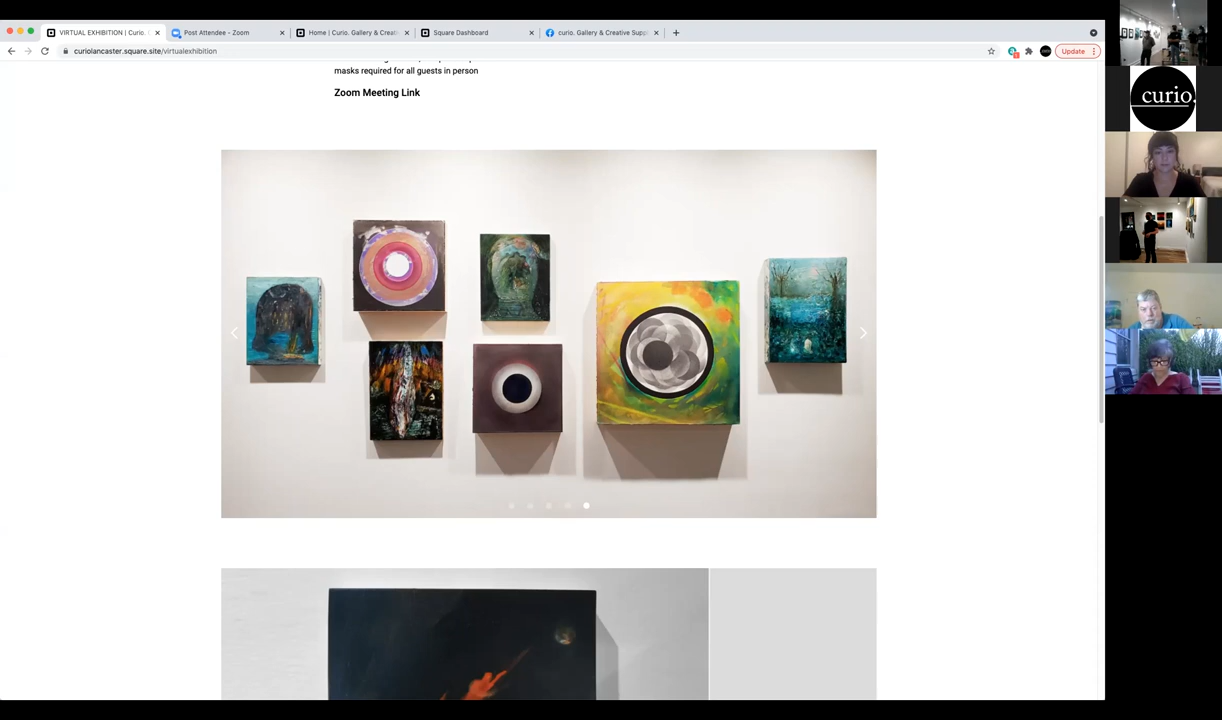 VIRTUAL EXHIBITION | Curio.
Post Attendee - Zoom
Home | Curio. Gallery & Creati
Square Dashboard
curio. Gallery & Creative Supp
curiolancaster.square.site/virtualexhibition
Update
masks required for all guests in person
Zoom Meeting Link
curio.